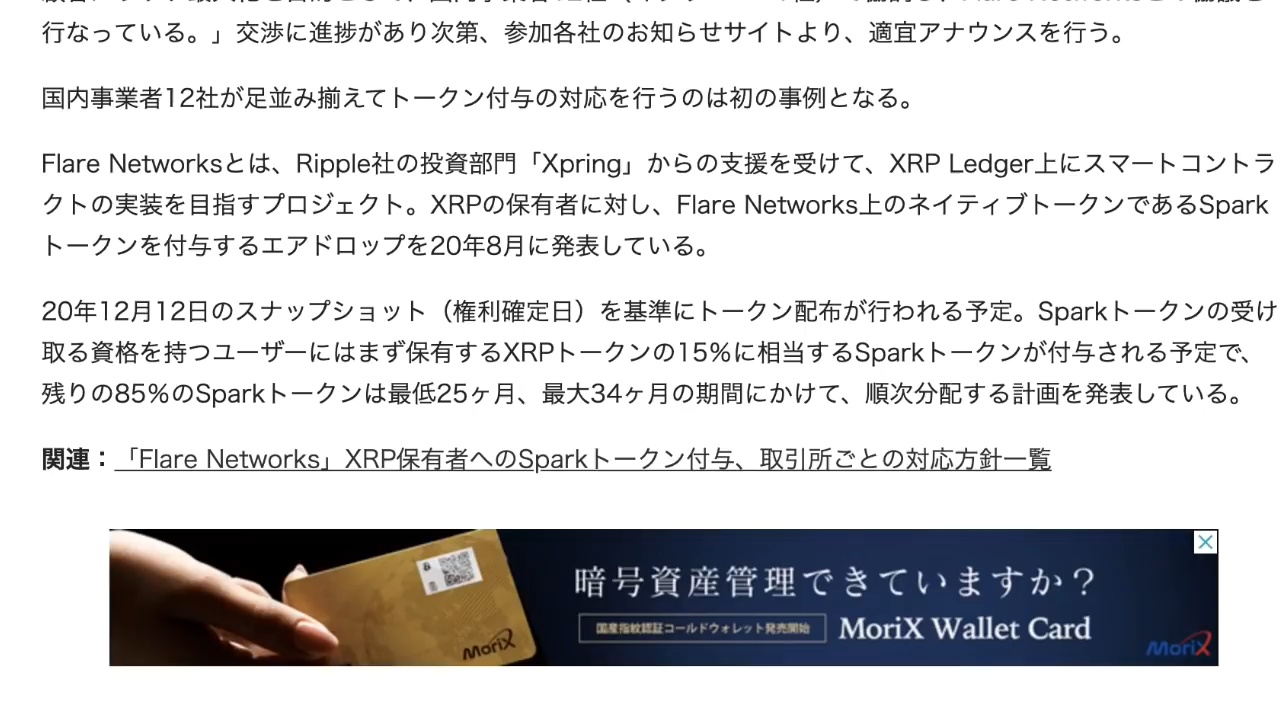 行なっている。」交渉に進捗があり次第、参加各社のお知らせサイトより、適宜アナウンスを行う。
国内事業者12社が足並み揃えてトークン付与の対応を行うのは初の事例となる。
Flare Networksとは、Ripple社の投資部門「Xpring」からの支援を受けて、XRP Ledger上にスマートコントラ
クトの実装を目指すプロジェクト。XRPの保有者に対し、Flare Networks上のネイティブトークンであるSpark
トークンを付与するエアドロップを20年8月に発表している。
20年12月12日のスナップショット（権利確定日）を基準にトークン配布が行われる予定。Sparkトークンの受け
取る資格を持つユーザーにはまず保有するXRPトークンの15%に相当するSparkトークンが付与される予定で、
残りの85%のSparkトークンは最低25ヶ月、最大34ヶ月の期間にかけて、順次分配する計画を発表している。
関連：「Flare Networks」XRP保有者へのSparkトークン付与、取引所ごとの対応方針一覧
暗号資産管理できていますか？
国産指紋認証コールドウォレット発売開始 MoriX Wallet Card
MoriX
MoriX